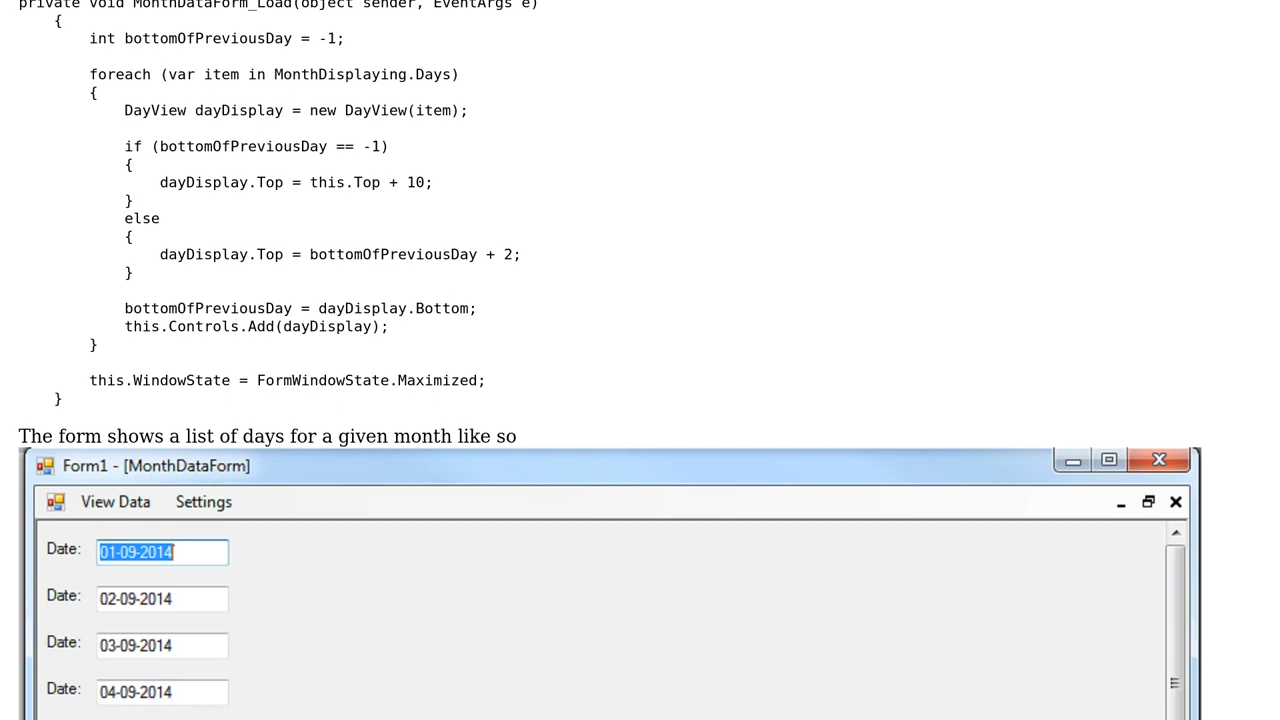 private void MonthDataForm_Load(object sender, EventArgs e)
    {
        int bottomOfPreviousDay = -1;

        foreach (var item in MonthDisplaying.Days)
        {
            DayView dayDisplay = new DayView(item);

            if (bottomOfPreviousDay == -1)
            {
                dayDisplay.Top = this.Top + 10;
            }
            else
            {
                dayDisplay.Top = bottomOfPreviousDay + 2;
            }

            bottomOfPreviousDay = dayDisplay.Bottom;
            this.Controls.Add(dayDisplay);
        }

        this.WindowState = FormWindowState.Maximized;
    }
The form shows a list of days for a given month like so
Form1 - [MonthDataForm]
View Data Settings
Date: 01-09-2014
Date: 02-09-2014
Date: 03-09-2014
Date: 04-09-2014